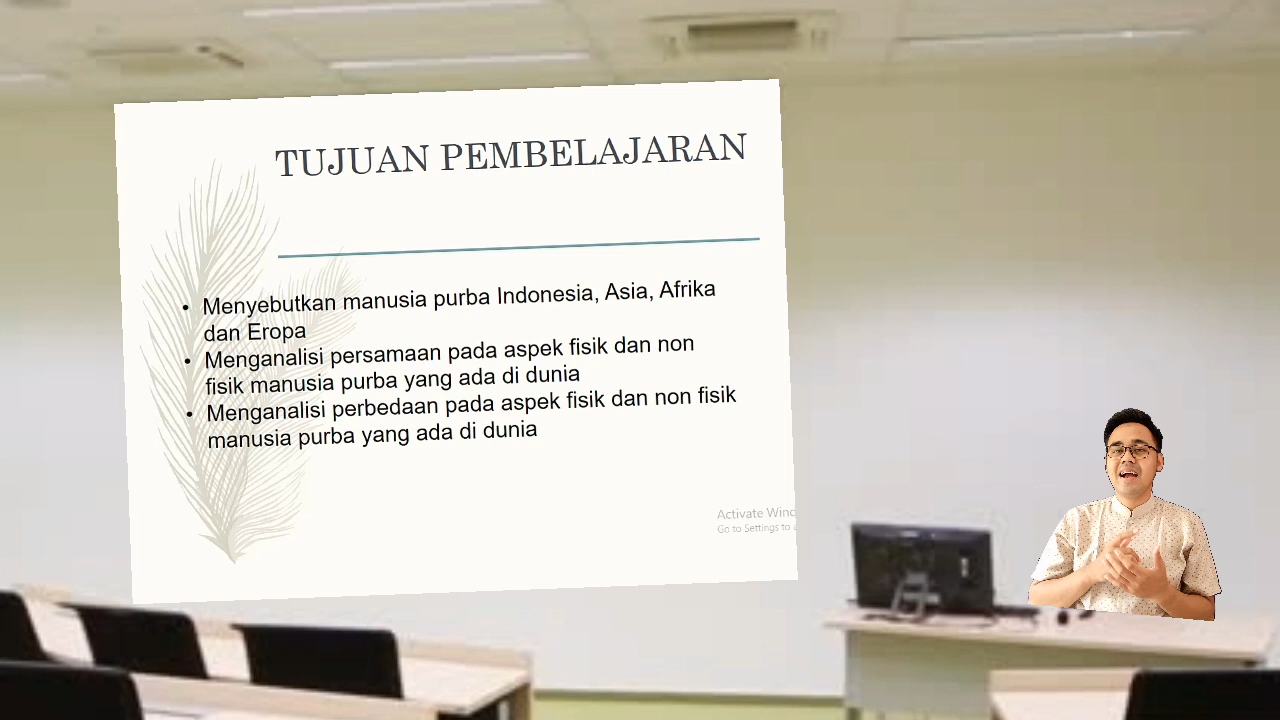 TUJUAN PEMBELAJARAN
• Menyebutkan manusia purba Indonesia, Asia, Afrika
dan Eropa
• Menganalisi persamaan pada aspek fisik dan non
fisik manusia purba yang ada di dunia
• Menganalisi perbedaan pada aspek fisik dan non fisik
manusia purba yang ada di dunia
Activate Winc
Go to Settings to